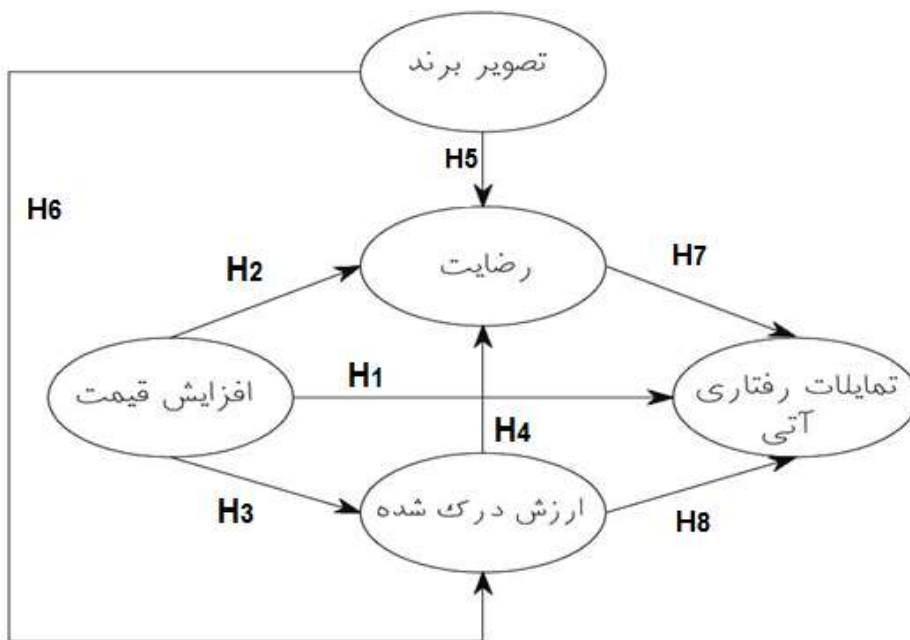 تصویر برند
H5
H6
رضایت
H2
H7
افزایش قیمت
H1
تمایلات رفتاری
آتی
H4
H3
ارزش درک شده
H8